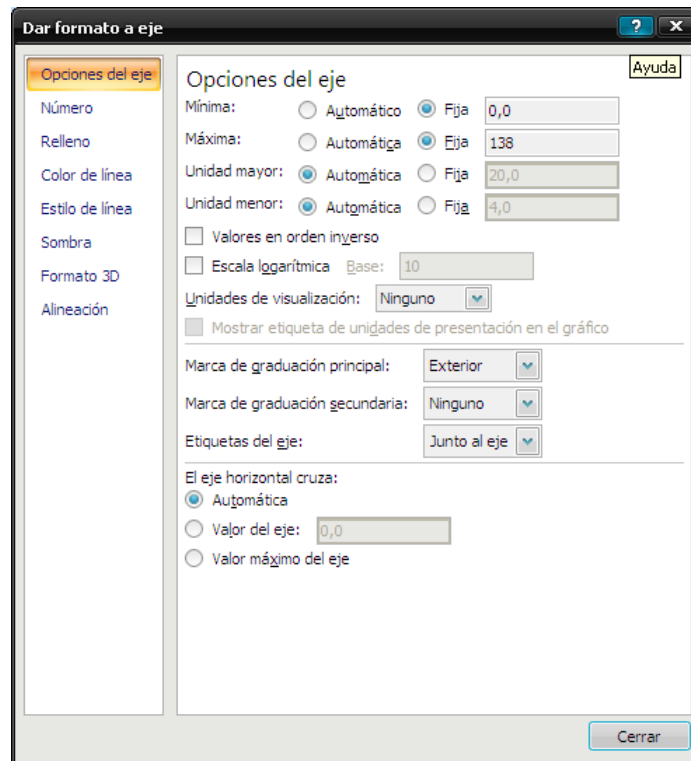 Dar formato a eje
? X
Ayuda
Opciones del eje
Número
Relleno
Color de línea
Estilo de línea
Sombra
Formato 3D
Alineación
Opciones del eje
Mínima: Automático Fija 0,0
Máxima: Automática Fija 138
Unidad mayor: Automática Fija 20,0
Unidad menor: Automática Fija 4,0
Valores en orden inverso
Escala logarítmica Base: 10
Unidades de visualización: Ninguno
Mostrar etiqueta de unidades de presentación en el gráfico
Marca de graduación principal: Exterior
Marca de graduación secundaria: Ninguno
Etiquetas del eje: Junto al eje
El eje horizontal cruza:
Automática
Valor del eje: 0,0
Valor máximo del eje
Cerrar